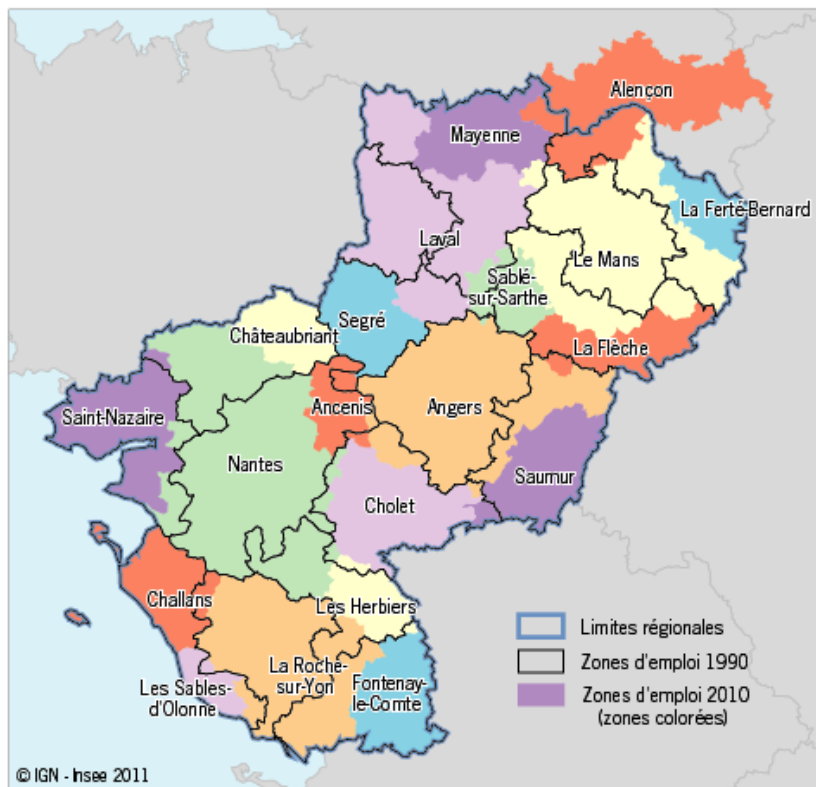 Alençon
Mayenne
La Ferté-Bernard
Laval
Le Mans
Sablé-
sur-Sarthe
Segré
Châteaubriant
La Flèche
Ancenis
Angers
Saint-Nazaire
Nantes
Saumur
Cholet
Challans
Les Herbiers
La Roche-
sur-Yon
Les Sables-
d'Olonne
Fontenay-
le-Comte
Limites régionales
Zones d'emploi 1990
Zones d'emploi 2010
(zones colorées)
© IGN - Insee 2011